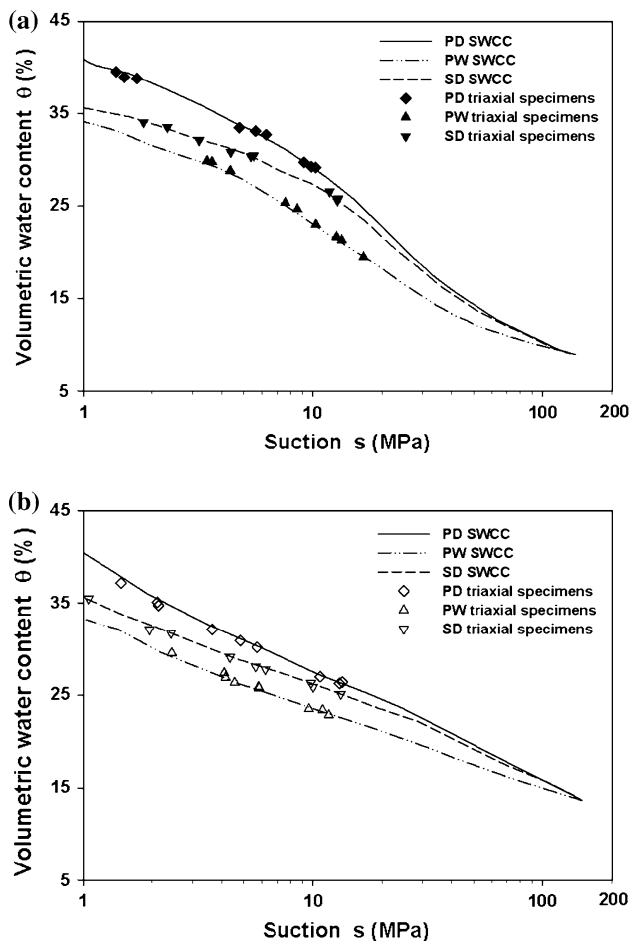 (a)
45
35
25
15
5
Volumetric water content θ (%)
PD SWCC
PW SWCC
SD SWCC
PD triaxial specimens
PW triaxial specimens
SD triaxial specimens
1 10 100 200
Suction s (MPa)
(b)
45
35
25
15
5
Volumetric water content θ (%)
PD SWCC
PW SWCC
SD SWCC
PD triaxial specimens
PW triaxial specimens
SD triaxial specimens
1 10 100 200
Suction s (MPa)